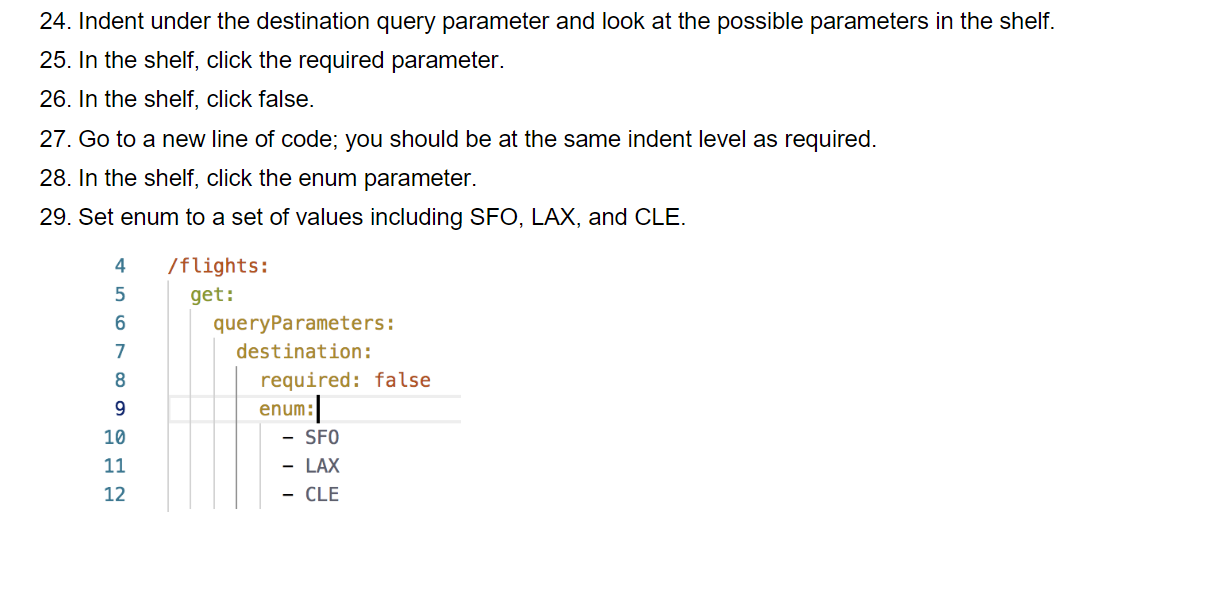 24. Indent under the destination query parameter and look at the possible parameters in the shelf.
25. In the shelf, click the required parameter.
26. In the shelf, click false.
27. Go to a new line of code; you should be at the same indent level as required.
28. In the shelf, click the enum parameter.
29. Set enum to a set of values including SFO, LAX, and CLE.
4 /flights:
5 get:
6 queryParameters:
7 destination:
8 required: false
9 enum:
10 - SFO
11 - LAX
12 - CLE